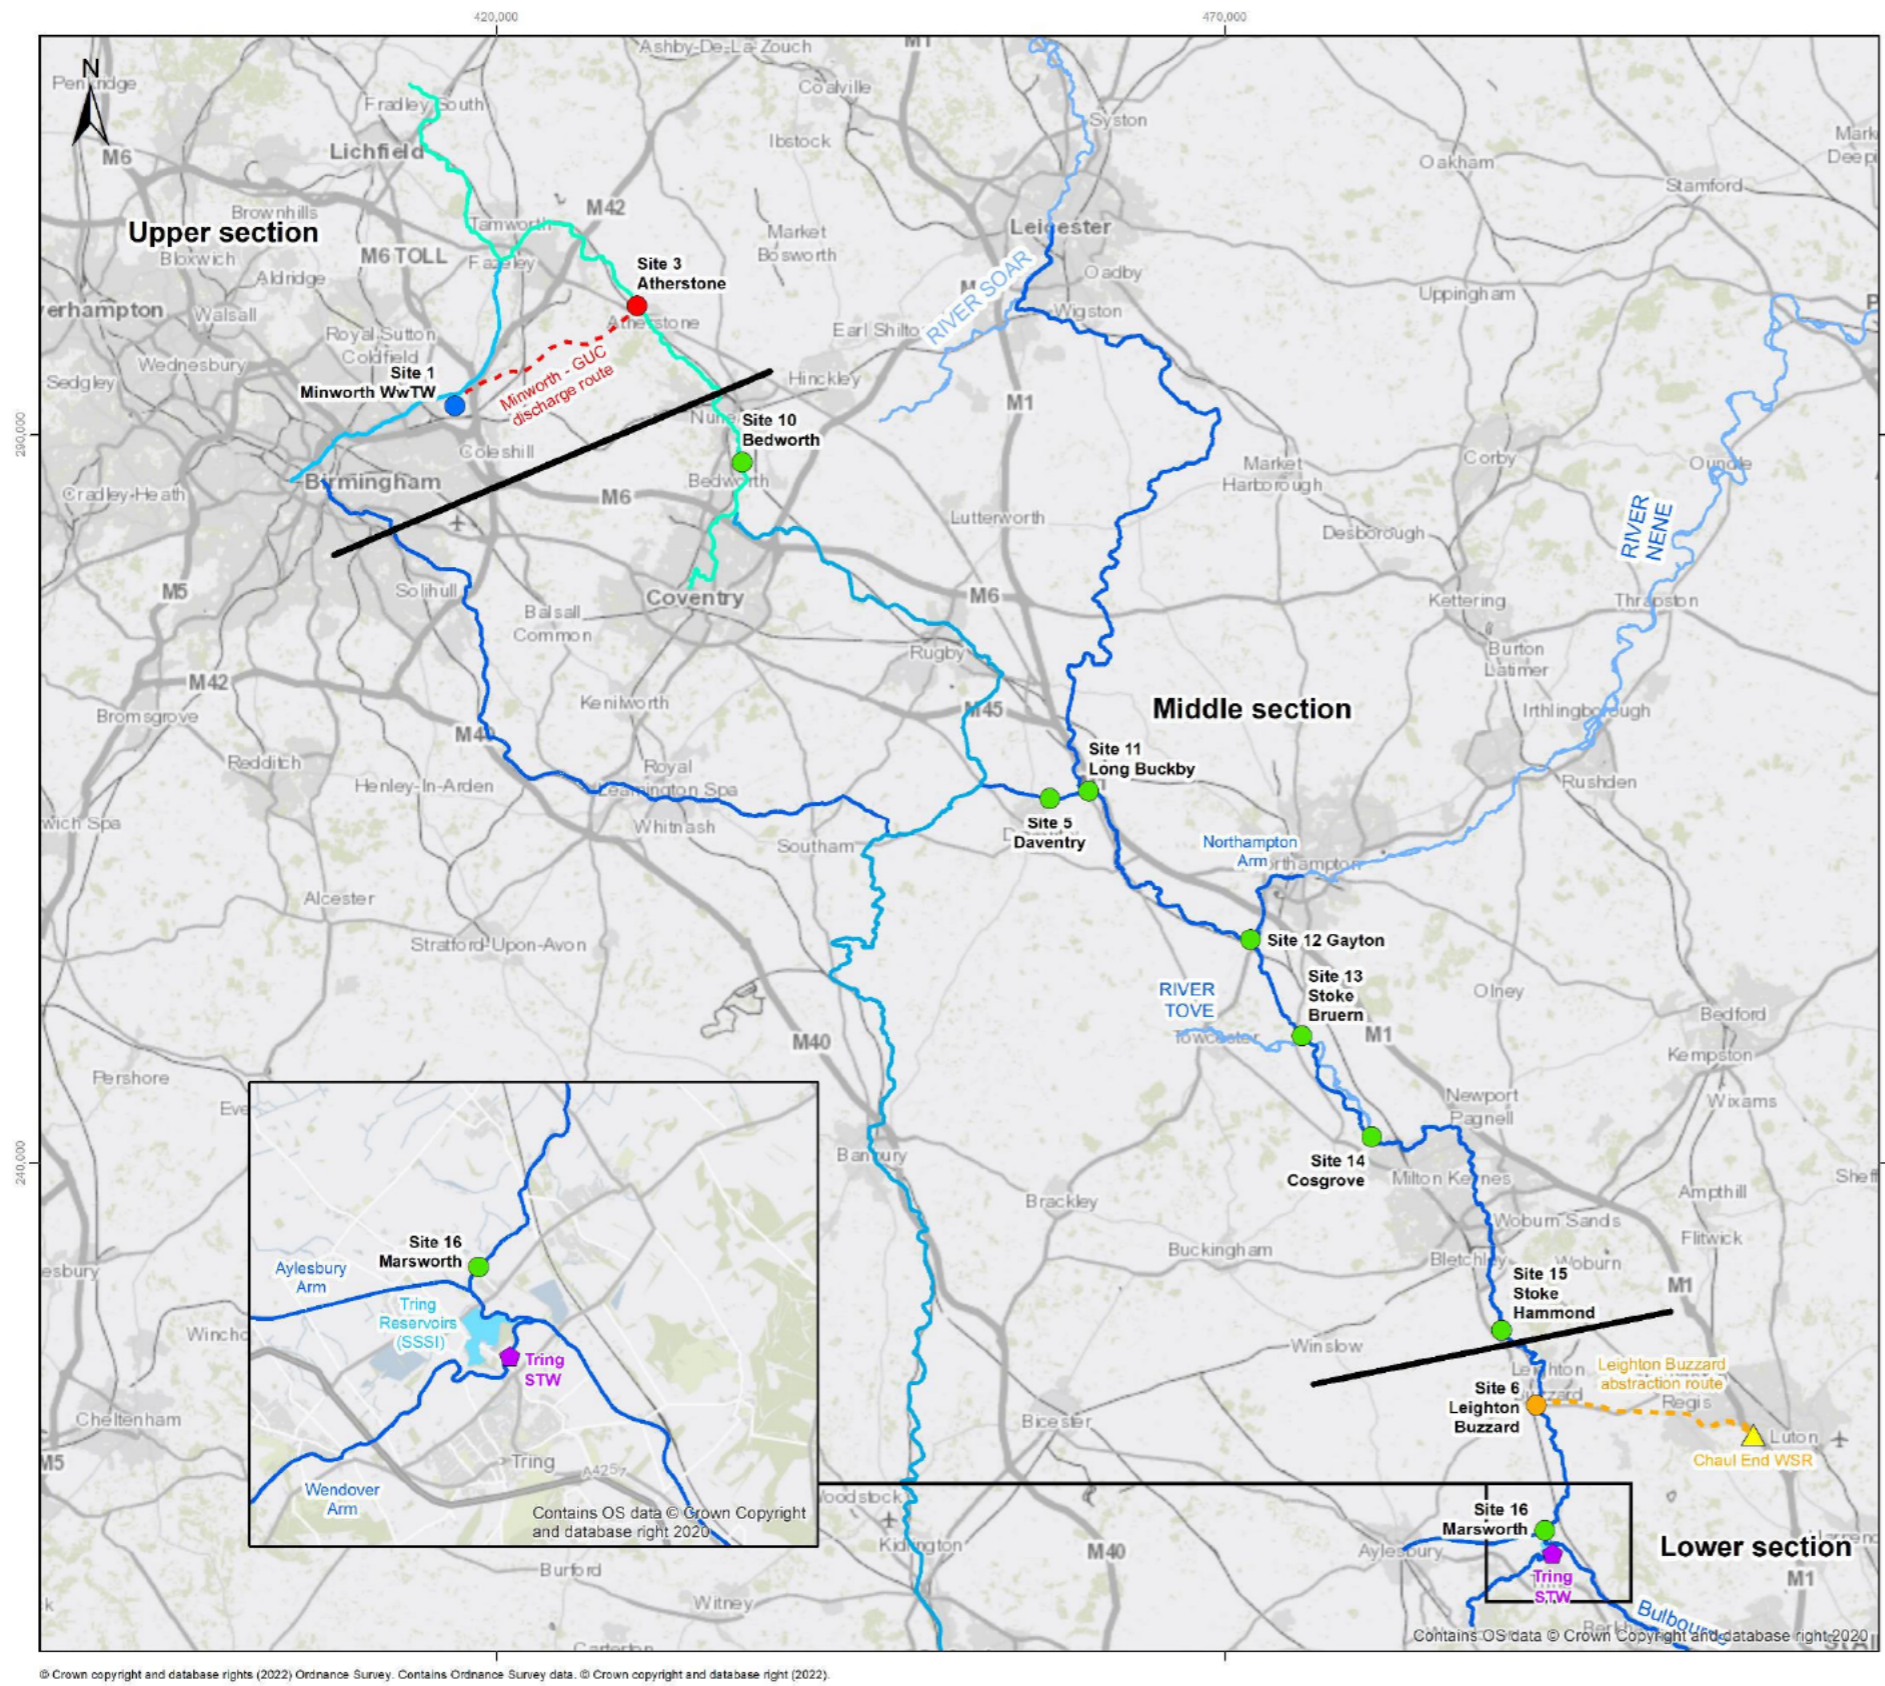 420,000
470,000
Ashby-De-La-Zouch
M1
N
Fradley South
Coalville
Syston
Lichfield
Ibstock
M6
Oakham
Stamford
Brownhills
M42
Upper section
Tamworth
Market
Bosworth
Leicester
Bloxwich
M6 TOLL
Fazeley
Aldridge
Site 3
Atherstone
Oadby
RIVER SOAR
Walsall
Uppingham
Wigston
Royal-Sutton
Coldfield
Atherstone
Wednesbury
Sedgley
Site 1
Minworth WwTW
Minworth - GUC
discharge route
Hinckley
M1
290,000
Site 10
Bedworth
Coleshill
Bedworth
Birmingham
Cradley-Heath
M6
Market
Harborough
Corby
Oundle
Lutterworth
Desborough
RIVER
NENE
M5
Solihull
Coventry
M6
Kettering
Thrapston
Balsall
Common
Rugby
Burton
Latimer
M42
Kenilworth
M45
Middle section
Irthlingborough
Bromsgrove
Redditch
Royal
Leamington Spa
Site 11
Long Buckby
Henley-In-Arden
Rushden
Whitnash
Southam
Site 5
Daventry
Northampton
Arm
Alcester
Stratford-Upon-Avon
Site 12 Gayton
Site 13
Stoke
Bruern
RIVER
TOVE
Olney
Towcester
M1
Bedford
M40
Kempston
Pershore
Newport
Pagnell
Wixams
240,000
Banbury
Site 14
Cosgrove
Milton Keynes
Brackley
Ampthill
Woburn Sands
Flitwick
Buckingham
Bletchley
Woburn
Site 15
Stoke
Hammond
M1
Site 16
Marsworth
Aylesbury
Arm
Tring
Reservoirs
(SSSI)
Tring
STW
Winslow
Leighton Buzzard
abstraction route
Regis
Site 6
Leighton
Buzzard
Luton
Chaul End WSR
Cheltenham
M5
Bicester
Tring
Wendover
Arm
Contains OS data © Crown Copyright
and database right 2020
Woodstock
Site 16
Marsworth
Kidlington
M40
Aylesbury
Lower section
Burford
Tring
STW
M1
Witney
Bulbourne
Carterton
Contains OS data © Crown Copyright and database right 2020
© Crown copyright and database rights (2022) Ordnance Survey. Contains Ordnance Survey data. © Crown copyright and database right (2022).